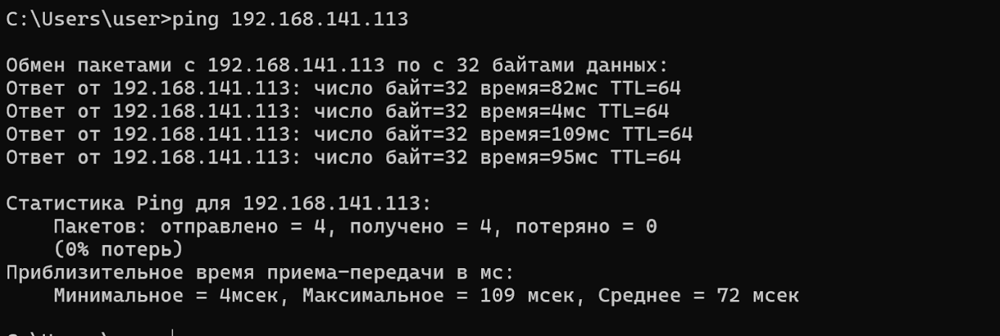 C:\Users\user>ping 192.168.141.113
Обмен пакетами с 192.168.141.113 по с 32 байтами данных:
Ответ от 192.168.141.113: число байт=32 время=82мс TTL=64
Ответ от 192.168.141.113: число байт=32 время=4мс TTL=64
Ответ от 192.168.141.113: число байт=32 время=109мс TTL=64
Ответ от 192.168.141.113: число байт=32 время=95мс TTL=64
Статистика Ping для 192.168.141.113:
Пакетов: отправлено = 4, получено = 4, потеряно = 0
(0% потерь)
Приблизительное время приема-передачи в мс:
Минимальное = 4мсек, Максимальное = 109 мсек, Среднее = 72 мсек